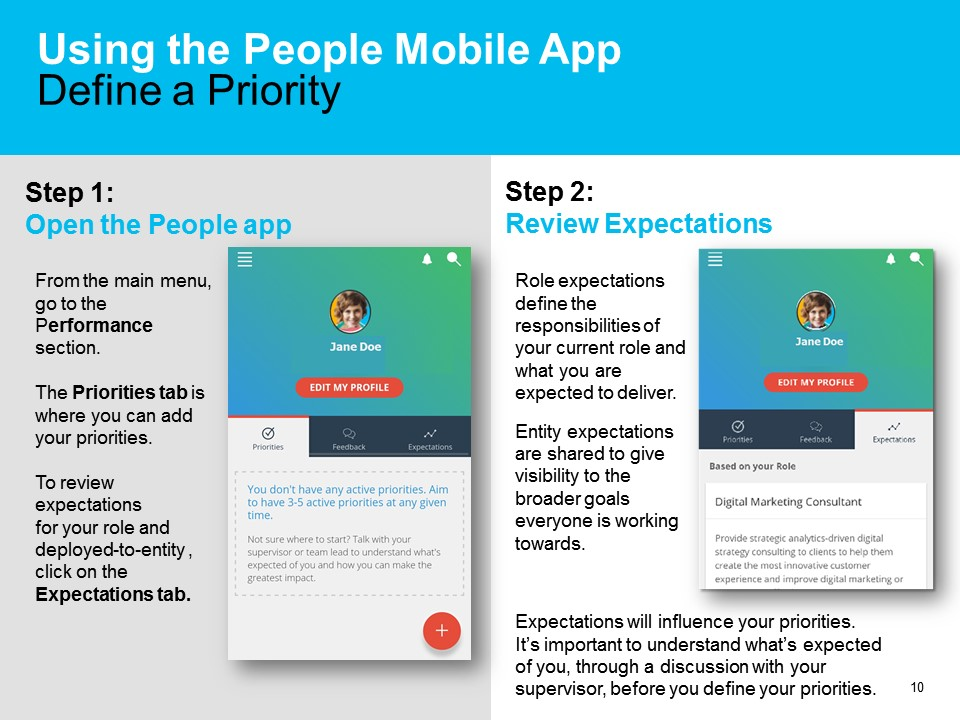 Using the People Mobile App
Define a Priority
Step 1:
Open the People app
From the main menu,
go to the
Performance
section.
The Priorities tab is
where you can add
your priorities.
To review
expectations
for your role and
deployed-to-entity ,
click on the
Expectations tab.
Jane Doe
EDIT MY PROFILE
Priorities
Feedback
Expectations
You don't have any active priorities. Aim
to have 3-5 active priorities at any given
time.
Not sure where to start? Talk with your
supervisor or team lead to understand what's
expected of you and how you can make the
greatest impact.
+
Step 2:
Review Expectations
Role expectations
define the
responsibilities of
your current role and
what you are
expected to deliver.
Entity expectations
are shared to give
visibility to the
broader goals
everyone is working
towards.
Jane Doe
EDIT MY PROFILE
Priorities
Feedback
Expectations
Based on your Role
Digital Marketing Consultant
Provide strategic analytics-driven digital
strategy consulting to clients to help them
create the most innovative customer
experience and improve digital marketing or
Expectations will influence your priorities.
It's important to understand what's expected
of you, through a discussion with your
supervisor, before you define your priorities.
10